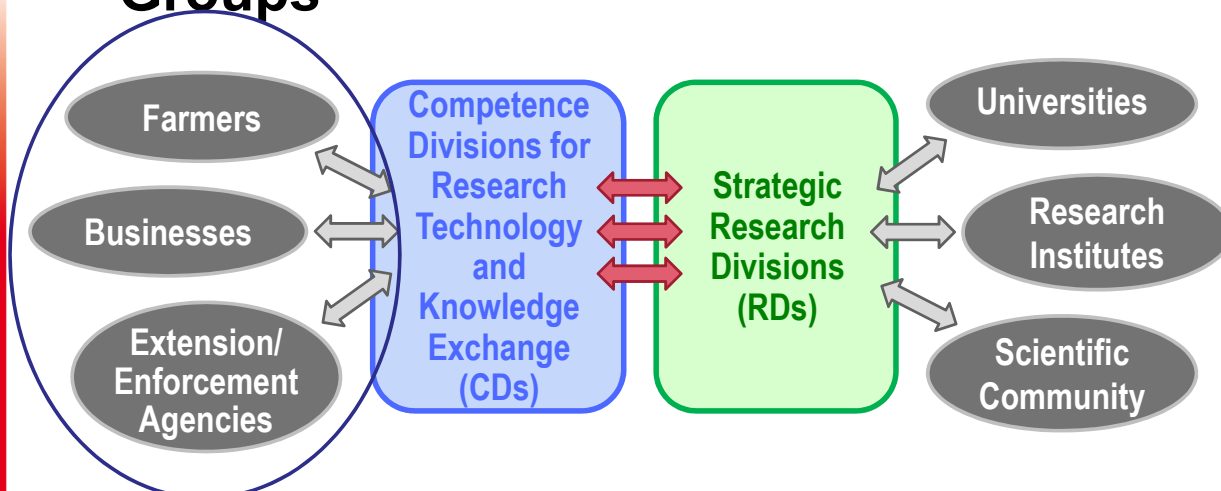 Groups
Farmers
Businesses
Extension/
Enforcement
Agencies
Competence
Divisions for
Research
Technology
and
Knowledge
Exchange
(CDs)
Strategic
Research
Divisions
(RDs)
Universities
Research
Institutes
Scientific
Community